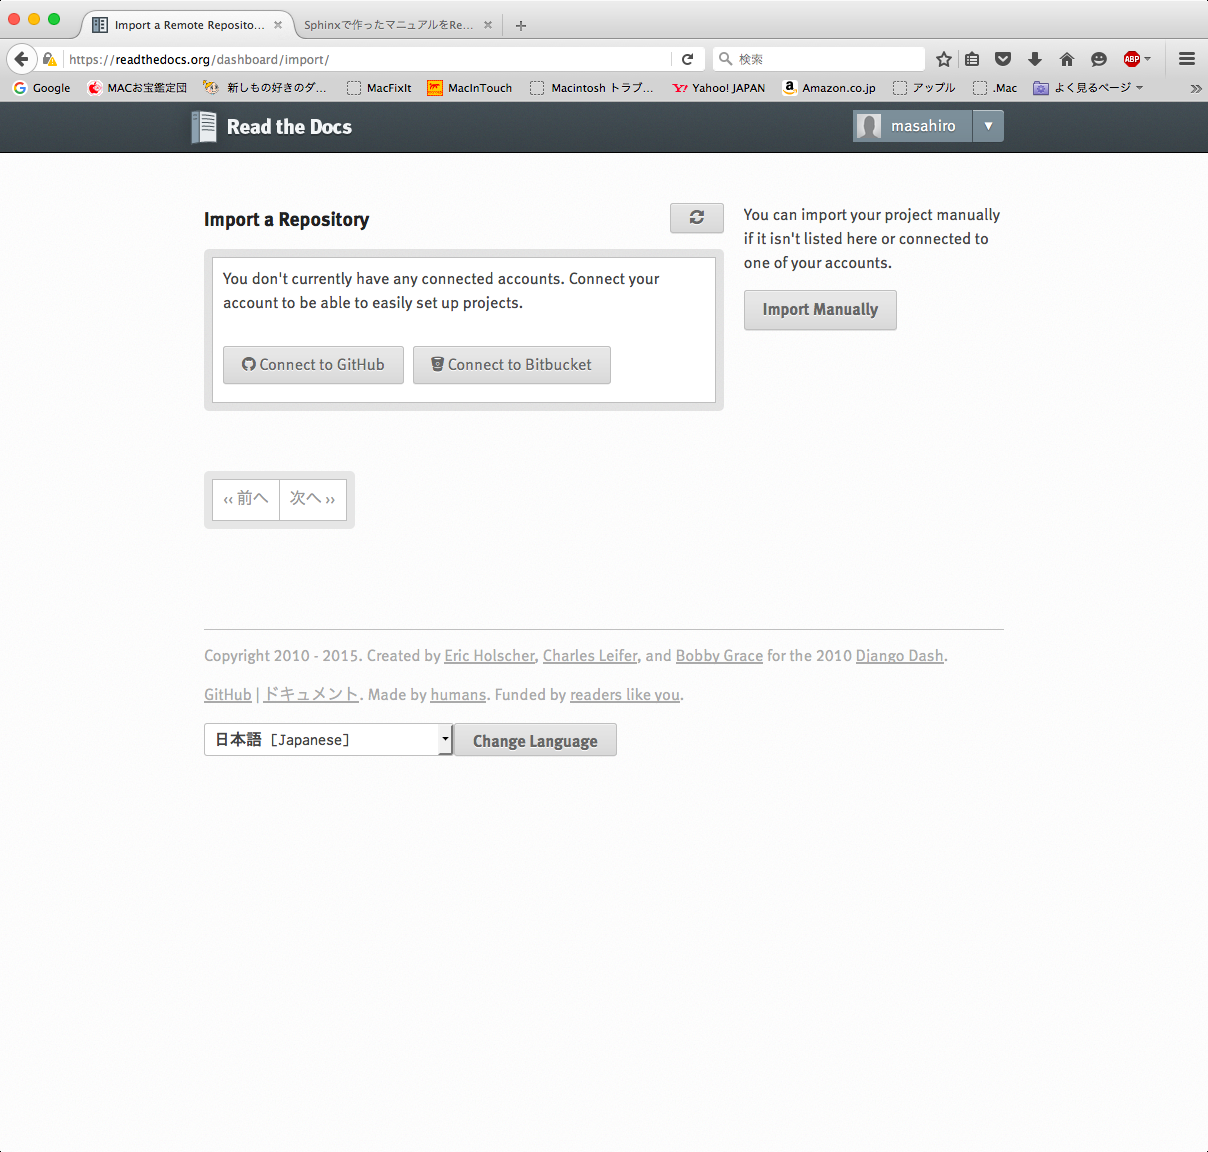 Import a Remote Reposito...
Sphinxで作ったマニュアルをRe...
https://readthedocs.org/dashboard/import/
検索
ABP
Google
MACお宝鑑定団
新しもの好きのダ...
MacFixIt
MacInTouch
Macintosh トラブ...
Yahoo! JAPAN
Amazon.co.jp
アップル
.Mac
よく見るページ
Read the Docs
masahiro
Import a Repository
You don't currently have any connected accounts. Connect your
account to be able to easily set up projects.
Connect to GitHub
Connect to Bitbucket
You can import your project manually
if it isn't listed here or connected to
one of your accounts.
Import Manually
‹‹ 前へ
次へ ››
Copyright 2010 - 2015. Created by Eric Holscher, Charles Leifer, and Bobby Grace for the 2010 Django Dash.
GitHub | ドキュメント. Made by humans. Funded by readers like you.
日本語 [Japanese]
Change Language